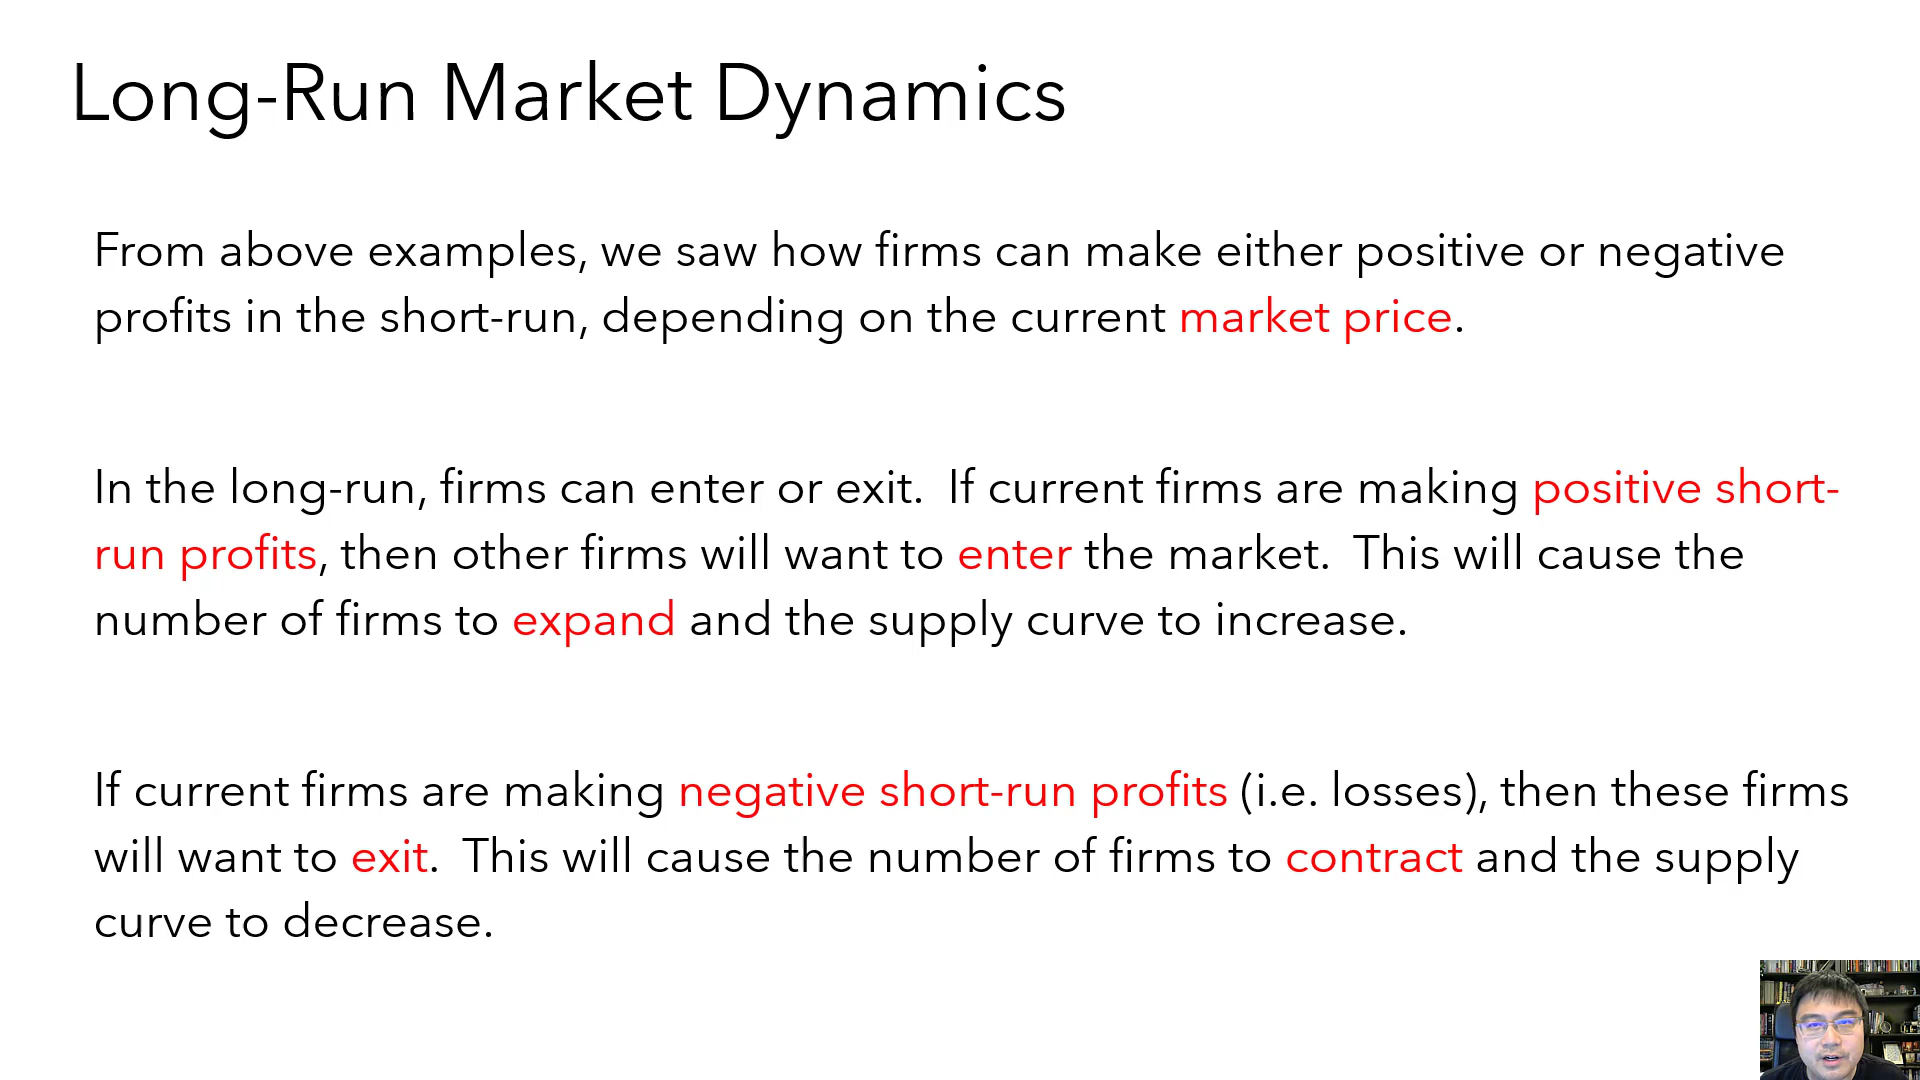 Long-Run Market Dynamics
From above examples, we saw how firms can make either positive or negative
profits in the short-run, depending on the current market price.
In the long-run, firms can enter or exit.  If current firms are making positive short-
run profits, then other firms will want to enter the market.  This will cause the
number of firms to expand and the supply curve to increase.
If current firms are making negative short-run profits (i.e. losses), then these firms
will want to exit.  This will cause the number of firms to contract and the supply
curve to decrease.